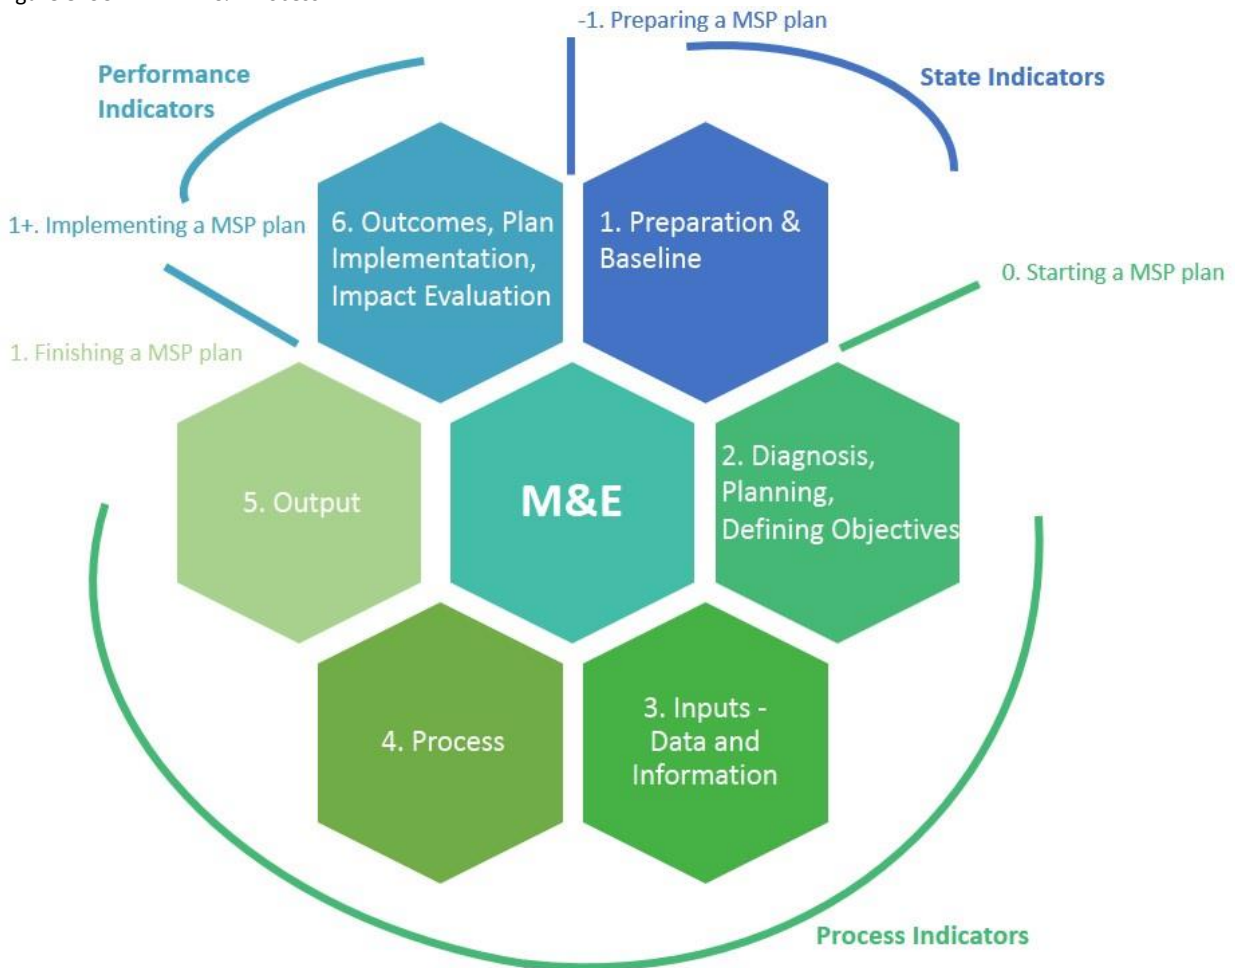 -1. Preparing a MSP plan
Performance
Indicators
State Indicators
1+. Implementing a MSP plan
6. Outcomes, Plan
Implementation,
Impact Evaluation
1. Preparation &
Baseline
0. Starting a MSP plan
1. Finishing a MSP plan
5. Output
M&E
2. Diagnosis,
Planning,
Defining Objectives
4. Process
3. Inputs -
Data and
Information
Process Indicators